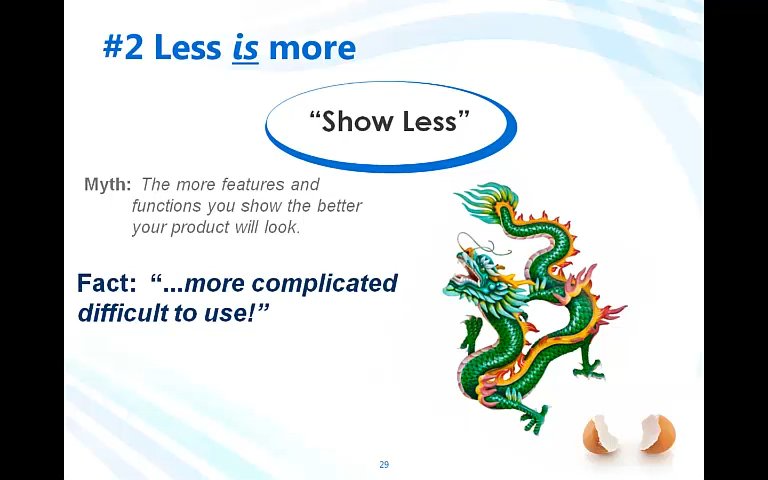 #2 Less is more
“Show Less”
Myth: The more features and
functions you show the better
your product will look.
Fact: “...more complicated
difficult to use!”
29